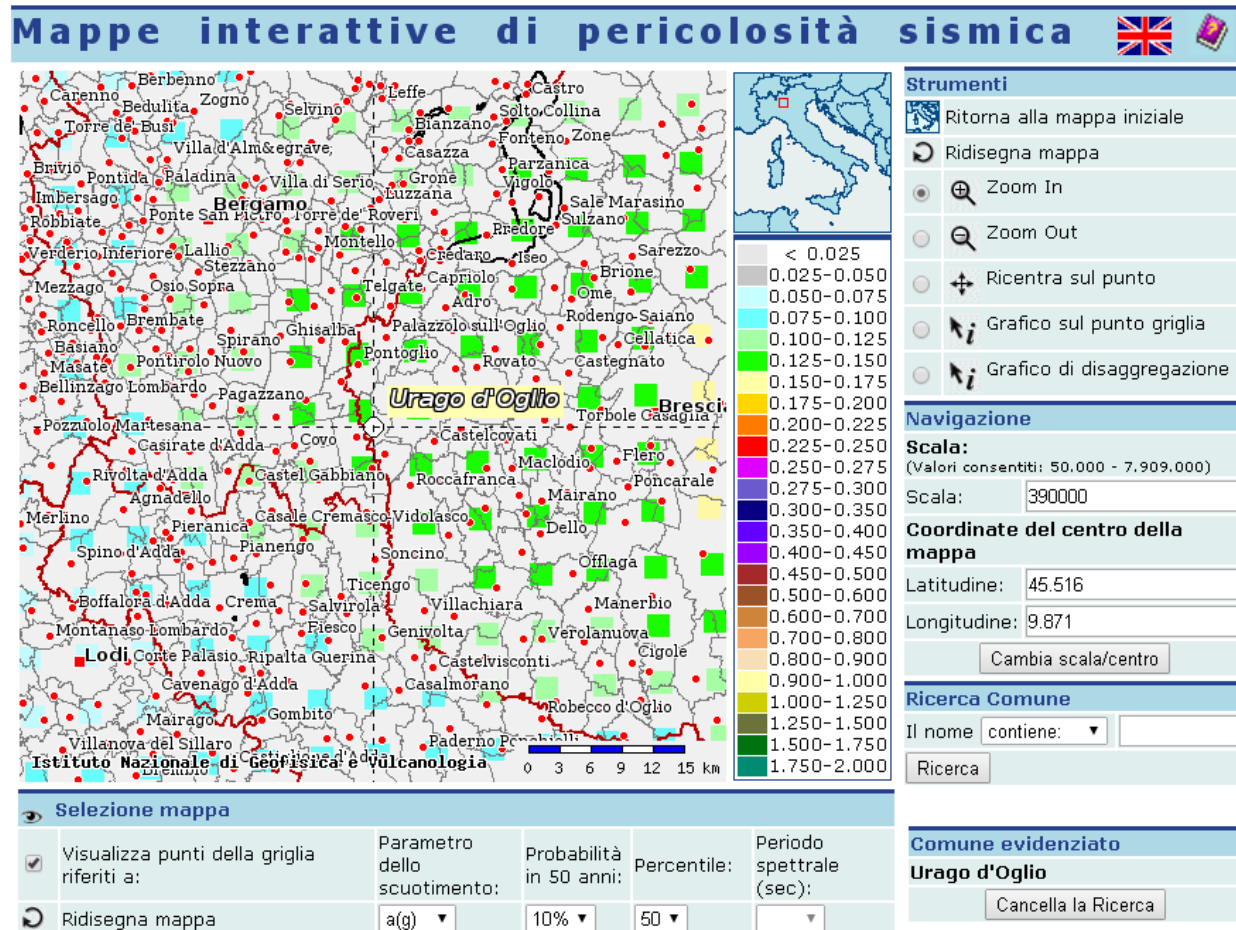 Mappe interattive di pericolosità sismica
Berbenno
Leffe
Castro
Carenno
Bedulita
Zogno
Selvino
Solto Collina
Torre de' Busi
Bianzano
Fonteno
Zone
Villa d'Alm&egrave;
Casazza
Parzanica
Brivio
Pontida
Paladina
Villa di Serio
Grone
Vigolo
Imbersago
Bergamo
Luzzana
Sale Marasino
Robbiate
Ponte San Pietro
Torre de' Roveri
Sulzano
Predore
Verderio Inferiore
Lallio
Montello
Credaro
Iseo
Sarezzo
Stezzano
Capriolo
Brione
Mezzago
Osio Sopra
Telgate
Adro
Ome
Roncello
Brembate
Ghisalba
Palazzolo sull'Oglio
Rodengo-Saiano
Basiano
Spirano
Cellatica
Masate
Pontirolo Nuovo
Pontoglio
Rovato
Castegnato
Bellinzago Lombardo
Pagazzano
Urago d'Oglio
Torbole Casaglia
Brescia
Pozzuolo Martesana
Casirate d'Adda
Covo
Castelcovati
Rivolta d'Adda
Castel Gabbiano
Maclodio
Flero
Agnadello
Roccafranca
Mairano
Poncarale
Merlino
Pieranica
Casale Cremasco-Vidolasco
Dello
Spino d'Adda
Pianengo
Soncino
Offlaga
Ticengo
Boffalora d'Adda
Crema
Salvirola
Villachiara
Manerbio
Montanaso Lombardo
Fiesco
Genivolta
Verolanuova
Lodi
Corte Palasio
Ripalta Guerina
Castelvisconti
Cigole
Cavenago d'Adda
Casalmorano
Mairago
Gombito
Robecco d'Oglio
Villanova del Sillaro
Paderno
Istituto Nazionale di Geofisica e Vulcanologia
Brembio
0 3 6 9 12 15 km
< 0.025
0.025-0.050
0.050-0.075
0.075-0.100
0.100-0.125
0.125-0.150
0.150-0.175
0.175-0.200
0.200-0.225
0.225-0.250
0.250-0.275
0.275-0.300
0.300-0.350
0.350-0.400
0.400-0.450
0.450-0.500
0.500-0.600
0.600-0.700
0.700-0.800
0.800-0.900
0.900-1.000
1.000-1.250
1.250-1.500
1.500-1.750
1.750-2.000
Strumenti
Ritorna alla mappa iniziale
Ridisegna mappa
Zoom In
Zoom Out
Ricentra sul punto
Grafico sul punto griglia
Grafico di disaggregazione
Navigazione
Scala:
(Valori consentiti: 50.000 - 7.909.000)
Scala: 390000
Coordinate del centro della
mappa
Latitudine: 45.516
Longitudine: 9.871
Cambia scala/centro
Ricerca Comune
Il nome contiene:
Ricerca
Comune evidenziato
Urago d'Oglio
Cancella la Ricerca
Selezione mappa
Visualizza punti della griglia
riferiti a:
Parametro
dello
scuotimento:
Probabilità
in 50 anni:
Percentile:
Periodo
spettrale
(sec):
Ridisegna mappa
a(g)
10%
50